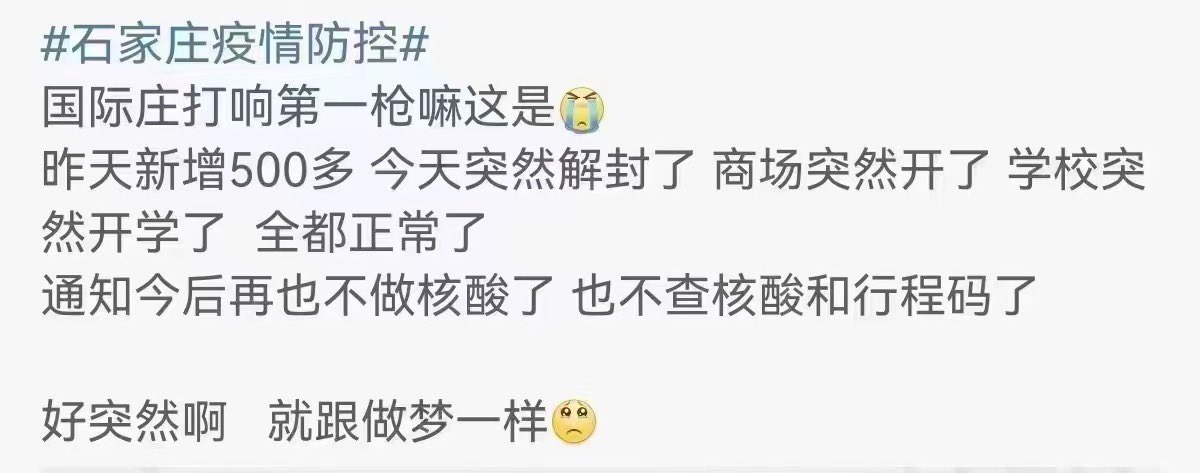 #石家庄疫情防控#
国际庄打响第一枪嘛这是😭
昨天新增500多 今天突然解封了 商场突然开了 学校突
然开学了 全都正常了
通知今后再也不做核酸了 也不查核酸和行程码了
好突然啊 就跟做梦一样🥺